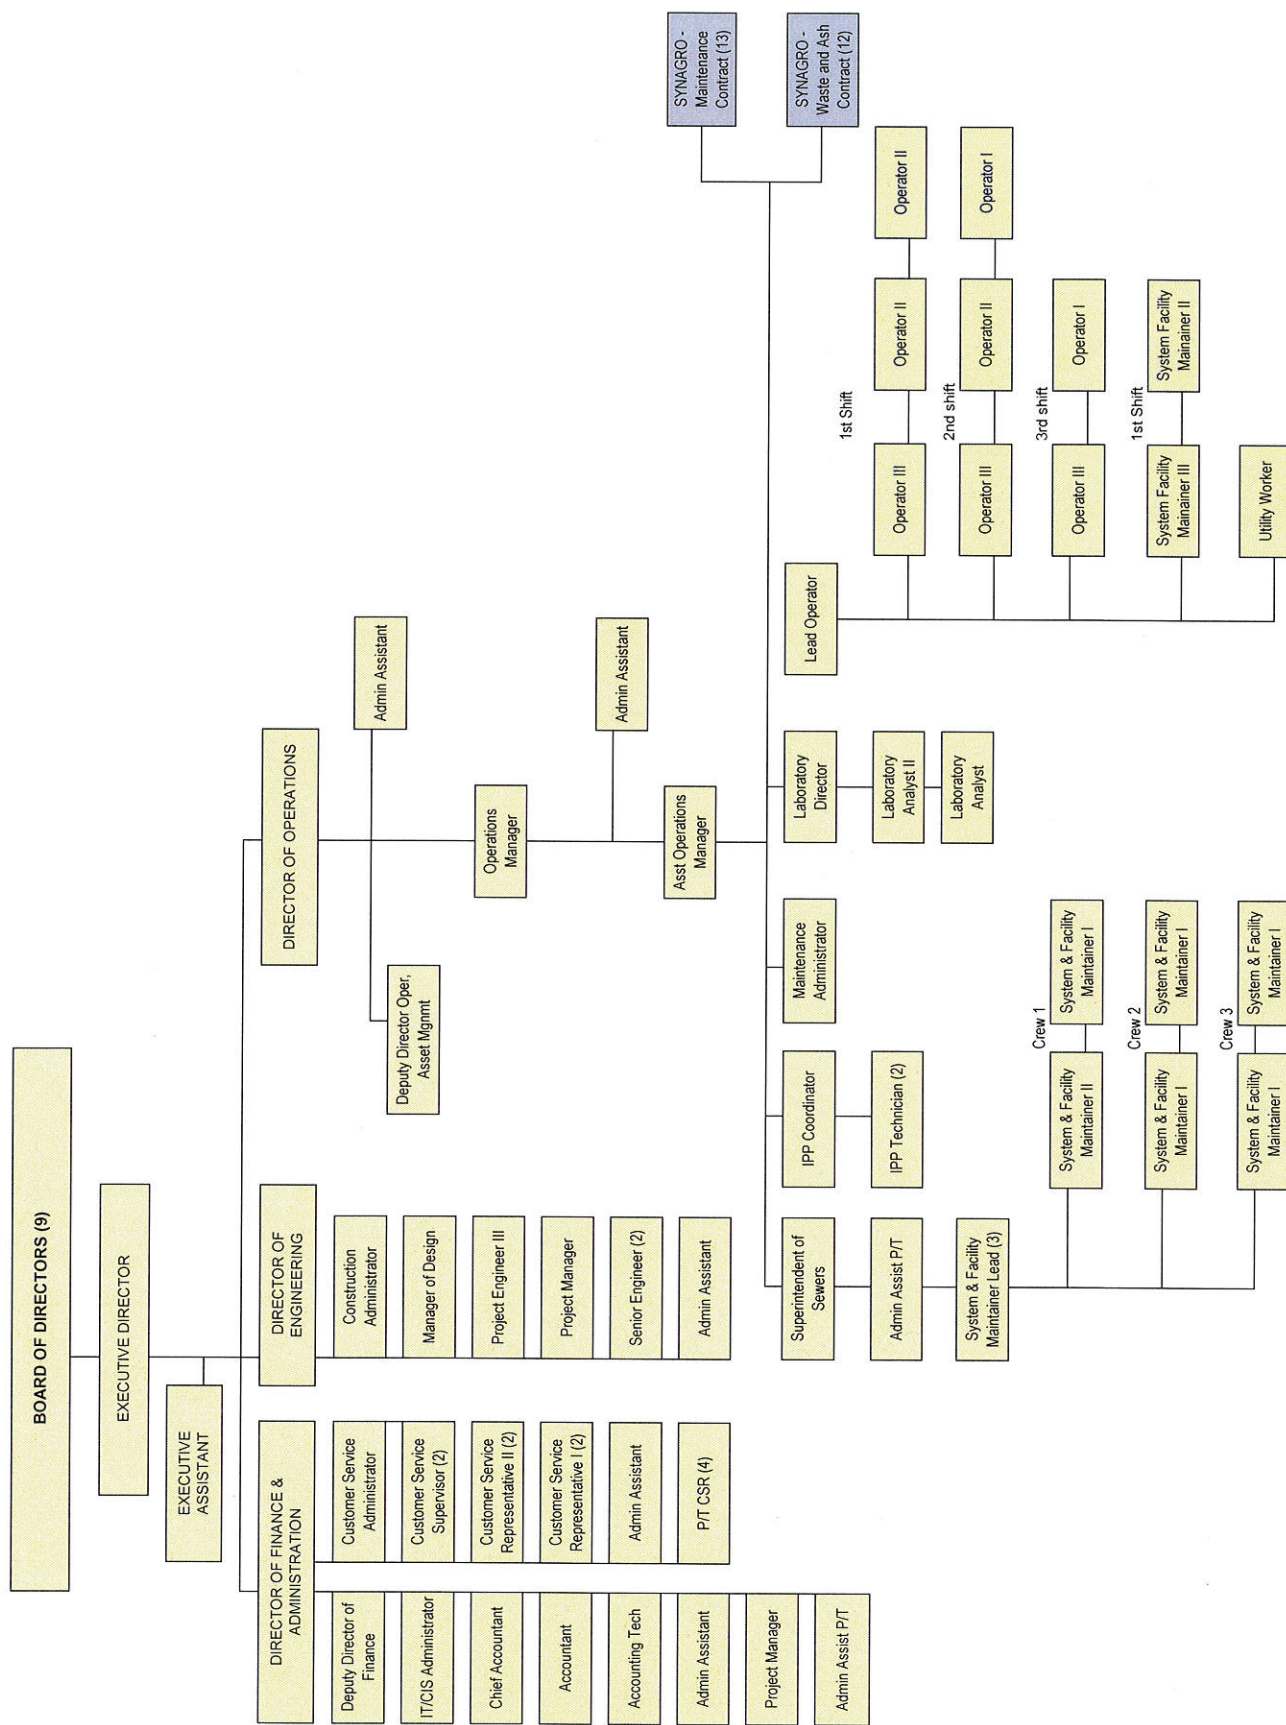 BOARD OF DIRECTORS (9)
EXECUTIVE DIRECTOR
EXECUTIVE
ASSISTANT
DIRECTOR OF FINANCE &
ADMINISTRATION
Deputy Director of
Finance
IT/CIS Administrator
Chief Accountant
Accountant
Accounting Tech
Admin Assistant
Project Manager
Admin Assist P/T
Customer Service
Administrator
Customer Service
Supervisor (2)
Customer Service
Representative II (2)
Customer Service
Representative I (2)
Admin Assistant
P/T CSR (4)
DIRECTOR OF
ENGINEERING
Construction
Administrator
Manager of Design
Project Engineer III
Project Manager
Senior Engineer (2)
Admin Assistant
DIRECTOR OF OPERATIONS
Deputy Director Oper,
Asset Mgnmt
Admin Assistant
Operations
Manager
Admin Assistant
Asst Operations
Manager
Superintendent of
Sewers
Admin Assist P/T
System & Facility
Maintainer Lead (3)
Crew 1
System & Facility
Maintainer II
System & Facility
Maintainer I
Crew 2
System & Facility
Maintainer I
System & Facility
Maintainer I
Crew 3
System & Facility
Maintainer I
System & Facility
Maintainer I
IPP Coordinator
IPP Technician (2)
Maintenance
Administrator
Laboratory
Director
Laboratory
Analyst II
Laboratory
Analyst
Lead Operator
1st Shift
Operator III
Operator II
Operator II
2nd shift
Operator III
Operator II
Operator I
3rd shift
Operator III
Operator I
1st Shift
System Facility
Mainainer III
System Facility
Mainainer II
Utility Worker
SYNAGRO -
Maintenance
Contract (13)
SYNAGRO -
Waste and Ash
Contract (12)